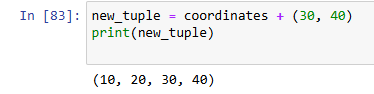 In [83]: new_tuple = coordinates + (30, 40)
print(new_tuple)
(10, 20, 30, 40)